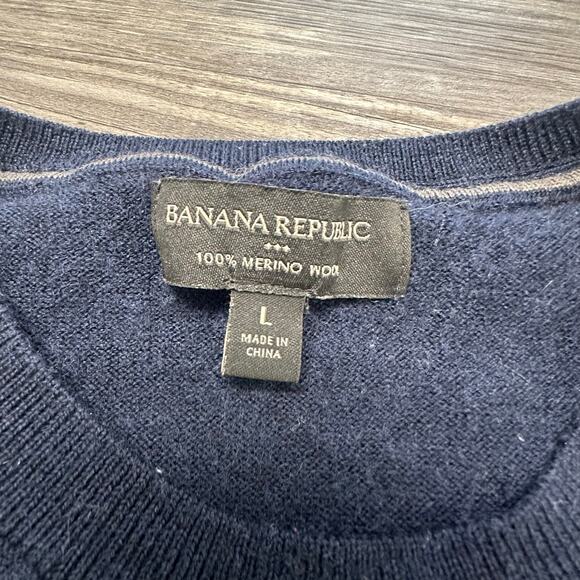 BANANA REPUBLIC
100% MERINO WOOL
L
MADE IN
CHINA